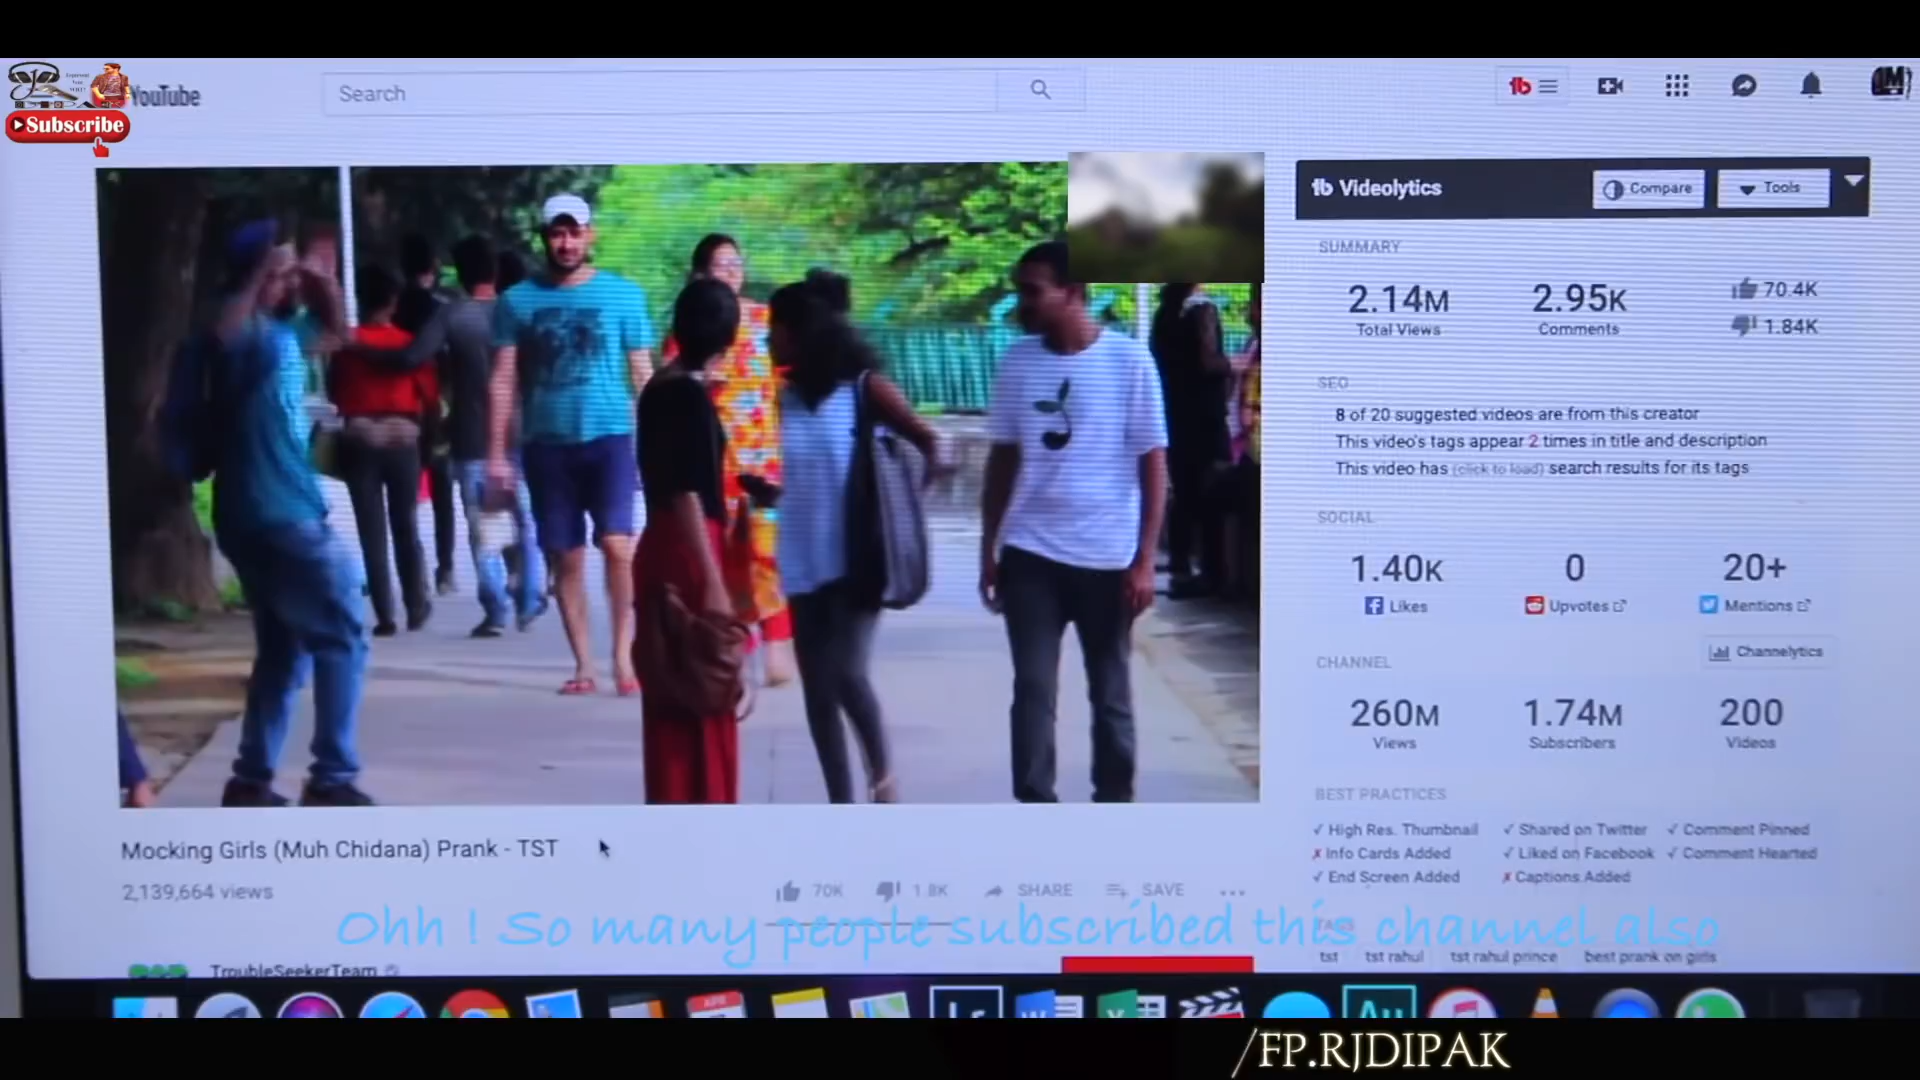 YouTube
Search
Subscribe
Videolytics
Compare
Tools
SUMMARY
2.14M
Total Views
2.95K
Comments
70.4K
1.84K
SEO
8 of 20 suggested videos are from this creator
This video's tags appear 2 times in title and description
This video has (click to load) search results for its tags
SOCIAL
1.40K
Likes
0
Upvotes
20+
Mentions
CHANNEL
Channelytics
260M
Views
1.74M
Subscribers
200
Videos
BEST PRACTICES
✓ High Res. Thumbnail ✓ Shared on Twitter ✓ Comment Pinned
✗ Info Cards Added ✓ Liked on Facebook ✓ Comment Hearted
✓ End Screen Added ✗ Captions Added
TAGS
tst tst rahul tst rahul prince best prank on girls
Mocking Girls (Muh Chidana) Prank - TST
2,139,664 views
70K 1.8K SHARE SAVE
Ohh ! So many people subscribed this channel also
TroubleSeekerTeam
/FP.RJDIPAK